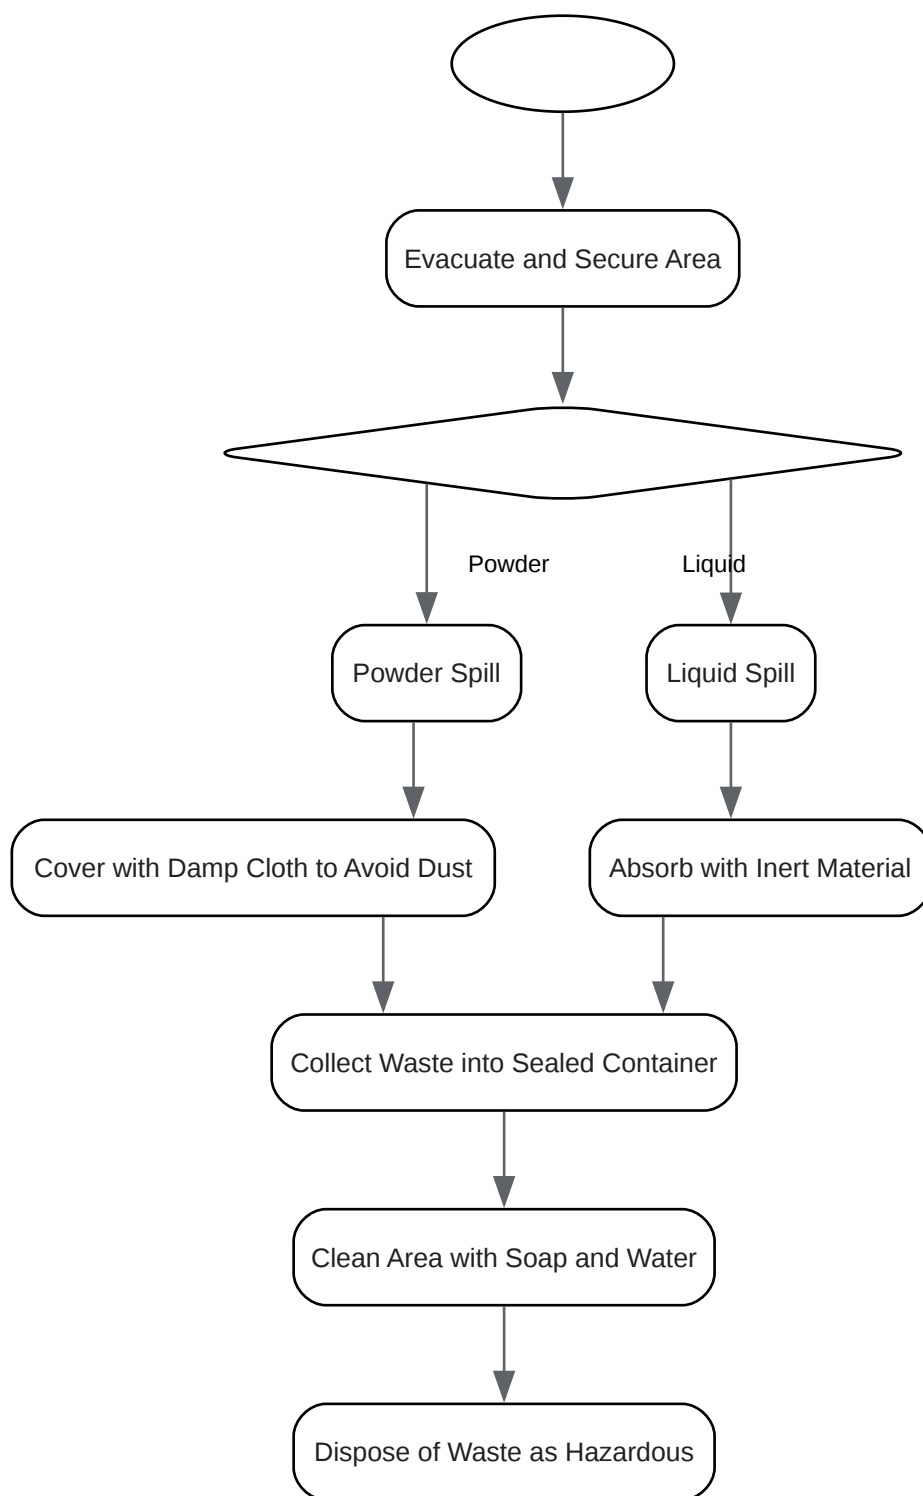 Evacuate and Secure Area
Powder
Liquid
Powder Spill
Liquid Spill
Cover with Damp Cloth to Avoid Dust
Absorb with Inert Material
Collect Waste into Sealed Container
Clean Area with Soap and Water
Dispose of Waste as Hazardous